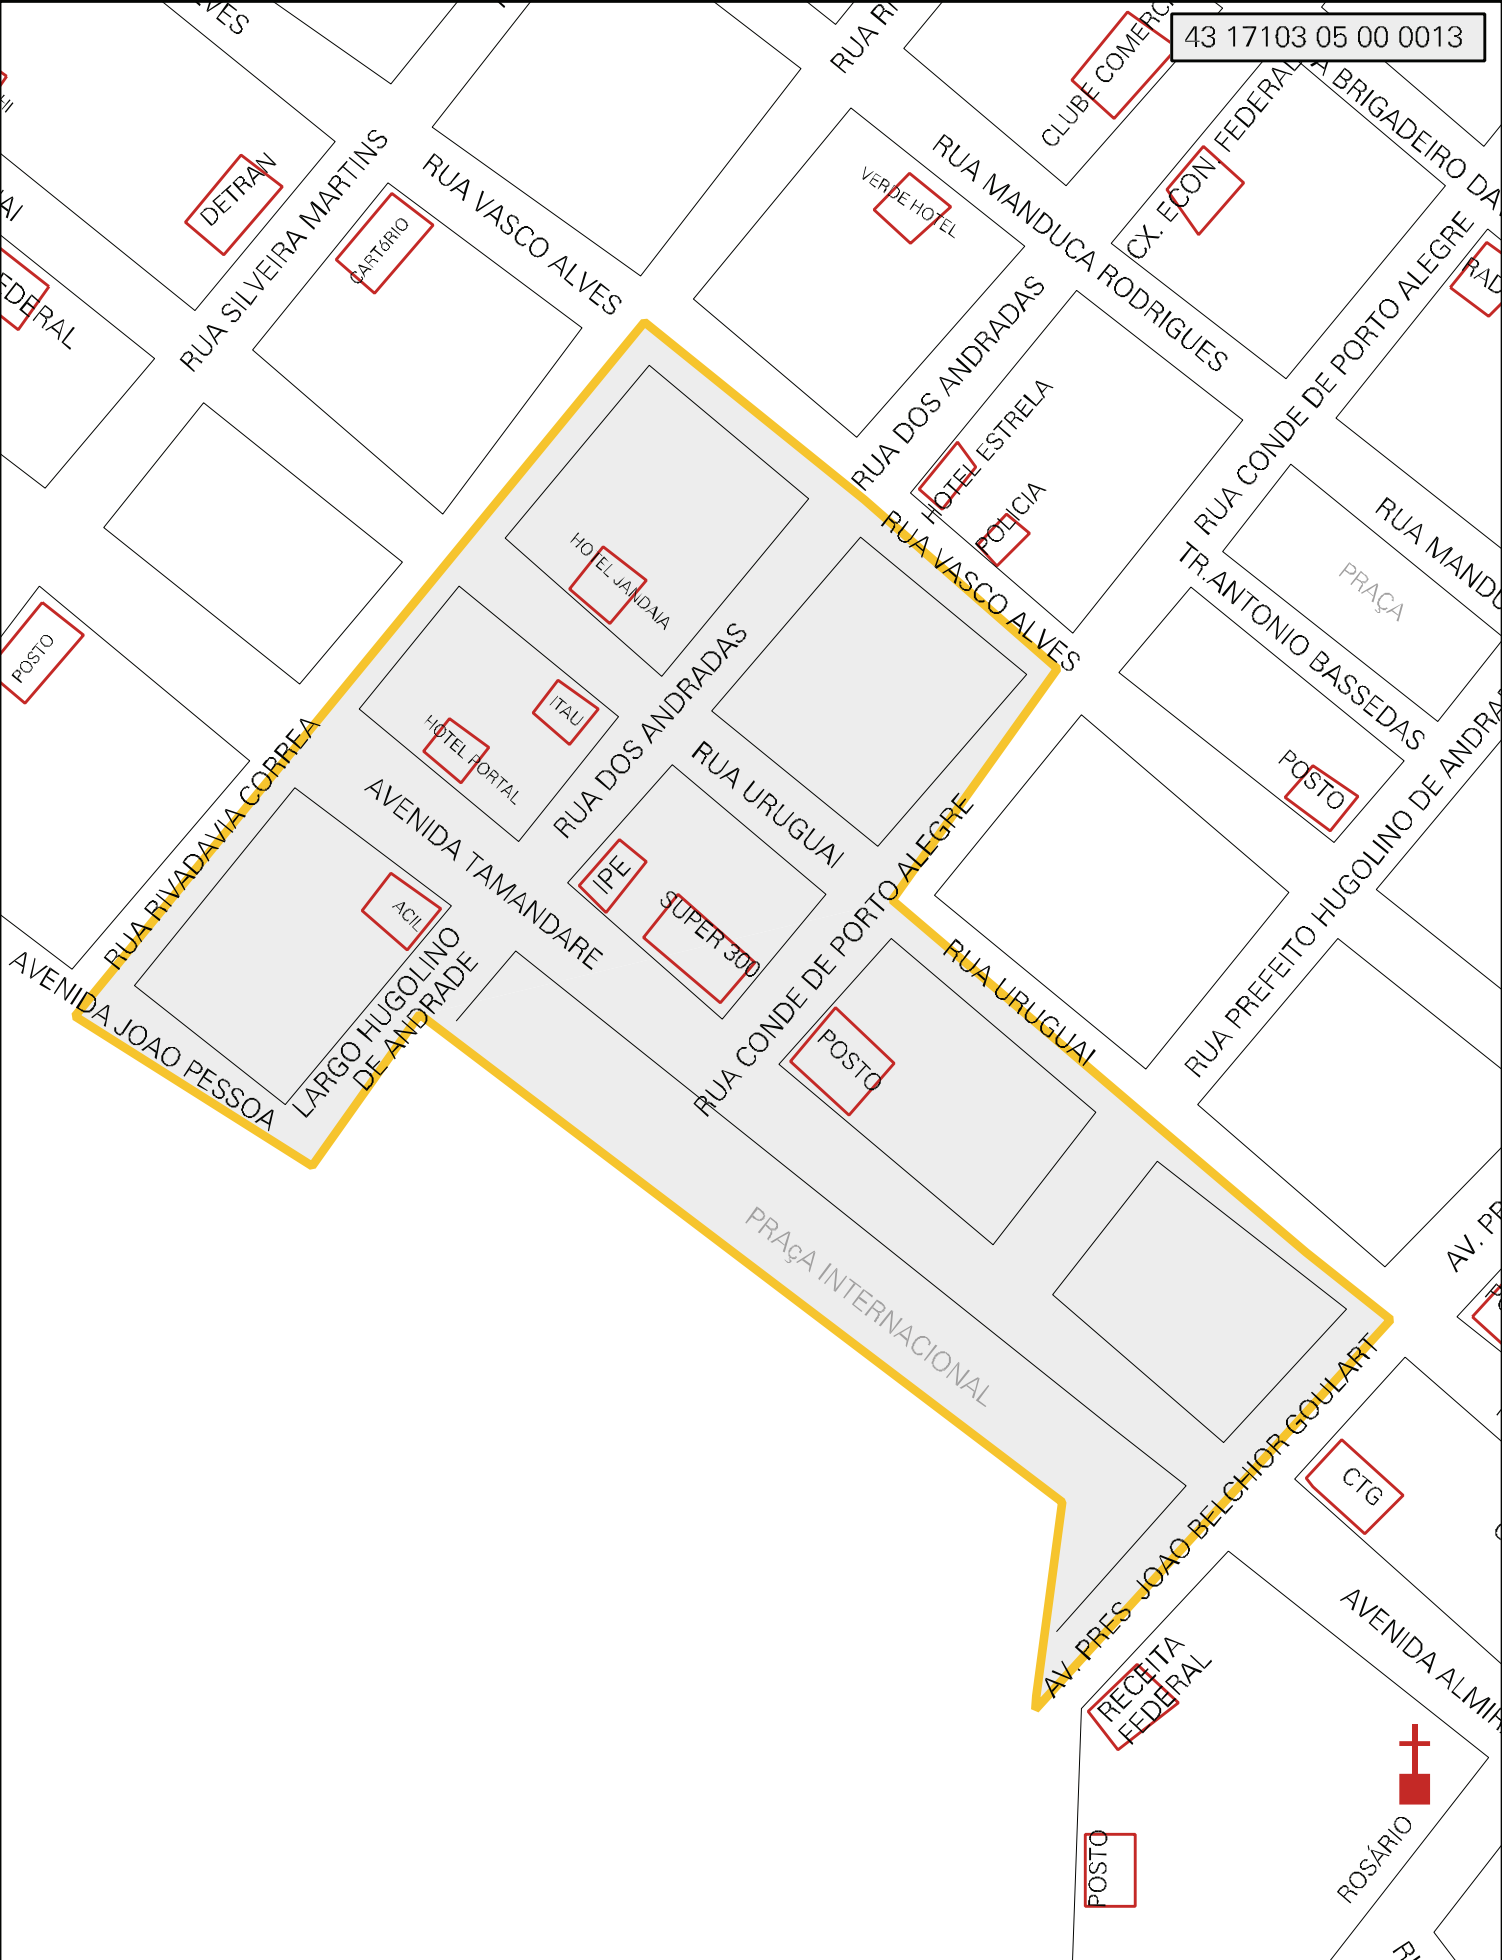 43 17103 05 00 0013
CLUBE COMERC
BRIGADEIRO DA
CX. ECON. FEDERAL
DETRAN
RUA SILVEIRA MARTINS
CARTóRIO
RUA VASCO ALVES
VERDE HOTEL
RUA MANDUCA RODRIGUES
RUA DOS ANDRADAS
RUA CONDE DE PORTO ALEGRE
HOTEL ESTRELA
POLICIA
RUA VASCO ALVES
RUA MANDU
PRAÇA
TR.ANTONIO BASSEDAS
POSTO
RUA PREFEITO HUGOLINO DE ANDRA
HOTEL JANDAIA
ITAU
HOTEL PORTAL
RUA DOS ANDRADAS
RUA URUGUAI
POSTO
RUA RIVADAVIA CORREA
AVENIDA TAMANDARE
IPE
SUPER 300
RUA CONDE DE PORTO ALEGRE
ACIL
LARGO HUGOLINO
DE ANDRADE
AVENIDA JOAO PESSOA
RUA URUGUAI
POSTO
PRAçA INTERNACIONAL
AV. PRES JOAO BELCHIOR GOULART
AV. PR
CTG
AVENIDA ALMIR
RECEITA
FEDERAL
POSTO
ROSÁRIO